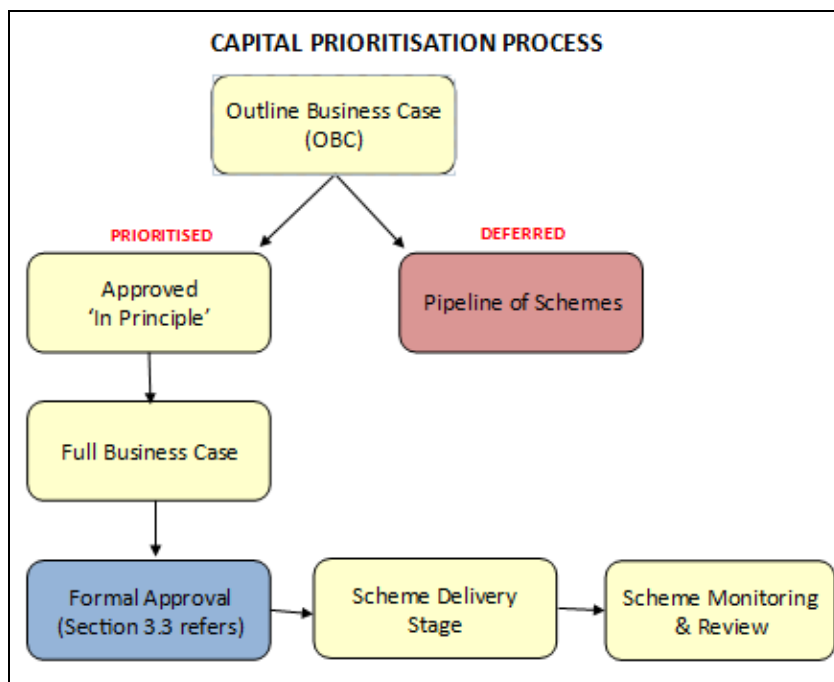 CAPITAL PRIORITISATION PROCESS
Outline Business Case
(OBC)
PRIORITISED
DEFERRED
Approved
‘In Principle’
Pipeline of Schemes
Full Business Case
Formal Approval
(Section 3.3 refers)
Scheme Delivery
Stage
Scheme Monitoring
& Review